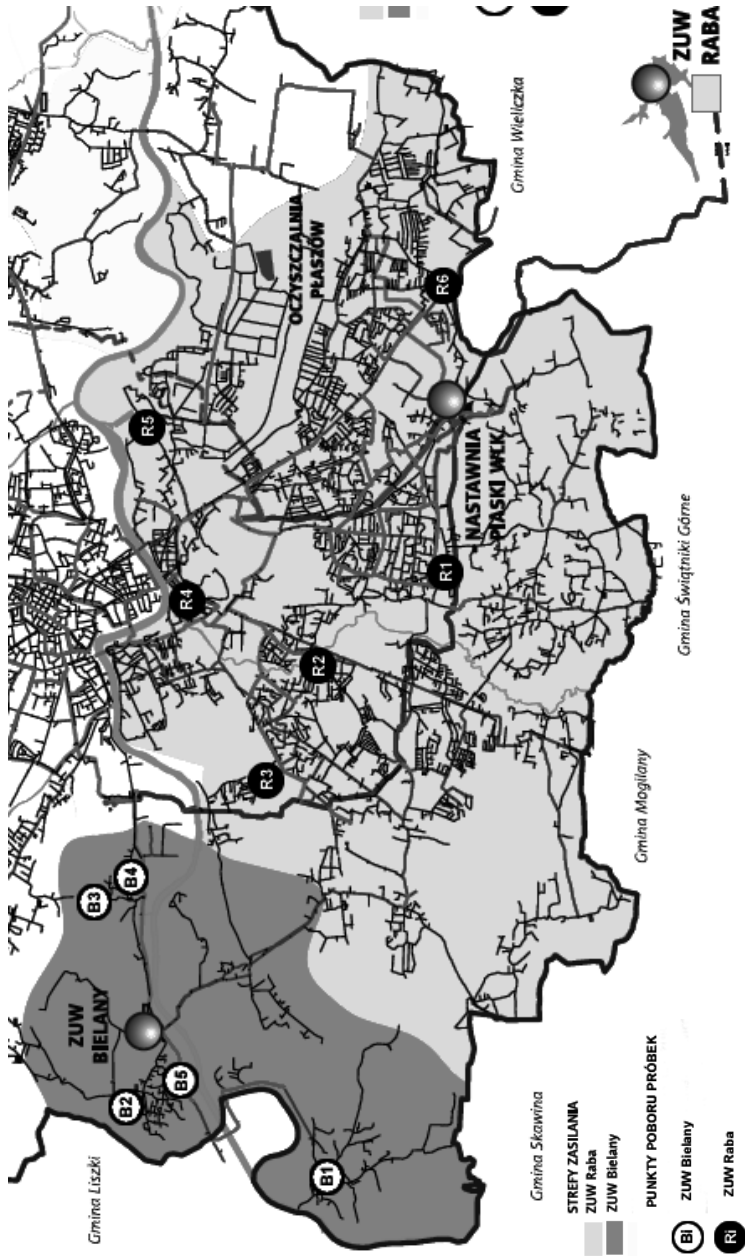 Gmina Liszki
ZUW
BIELANY
B3
B4
B2
B5
B1
R5
R4
R3
R2
R1
R6
OCZYSZCZALNIA
PŁASZÓW
NASTAWNIA
PIASKI WLK.
Gmina Wieliczka
ZUW
RABA
Gmina Świątniki Górne
Gmina Mogilany
Gmina Skawina
STREFY ZASILANIA
ZUW Raba
ZUW Bielany
PUNKTY POBORU PRÓBEK
Bi ZUW Bielany
Ri ZUW Raba